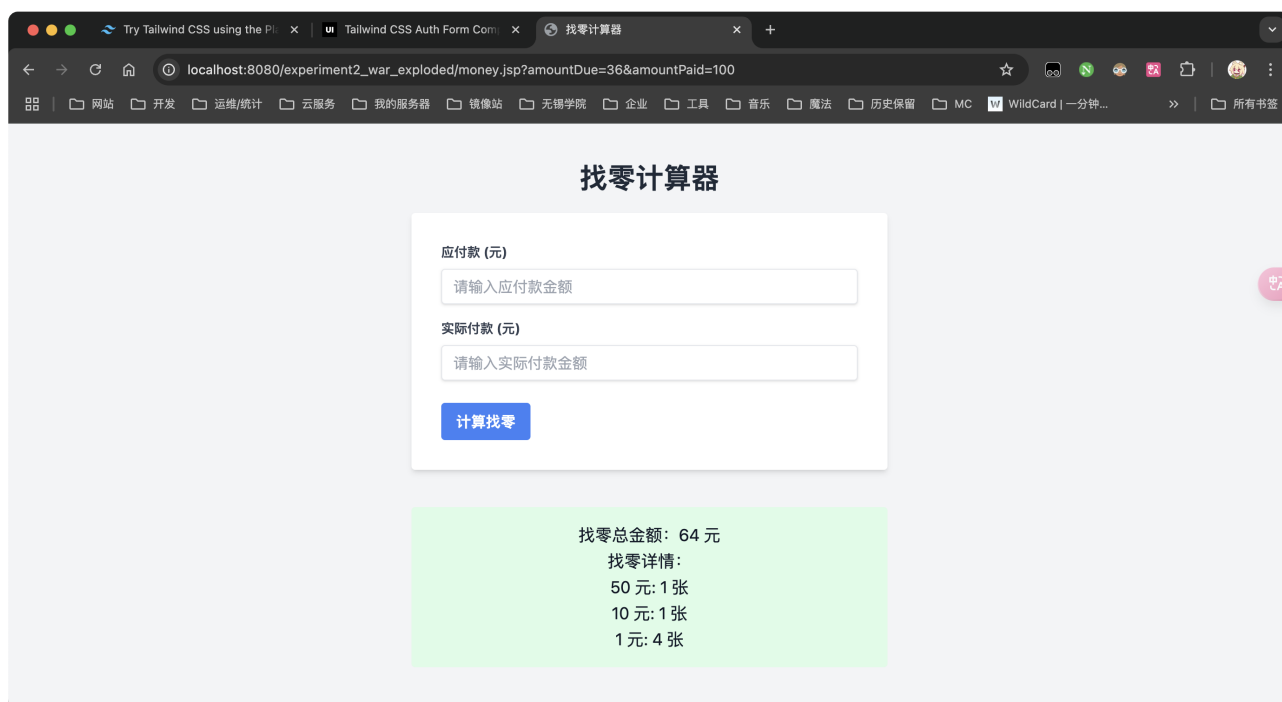 Try Tailwind CSS using the Pla
UI Tailwind CSS Auth Form Comp
找零计算器
localhost:8080/experiment2_war_exploded/money.jsp?amountDue=36&amountPaid=100
网站 开发 运维/统计 云服务 我的服务器 镜像站 无锡学院 企业 工具 音乐 魔法 历史保留 MC W WildCard | 一分钟... » 所有书签
找零计算器
应付款 (元)
请输入应付款金额
实际付款 (元)
请输入实际付款金额
计算找零
找零总金额：64 元
找零详情：
50 元: 1 张
10 元: 1 张
1 元: 4 张